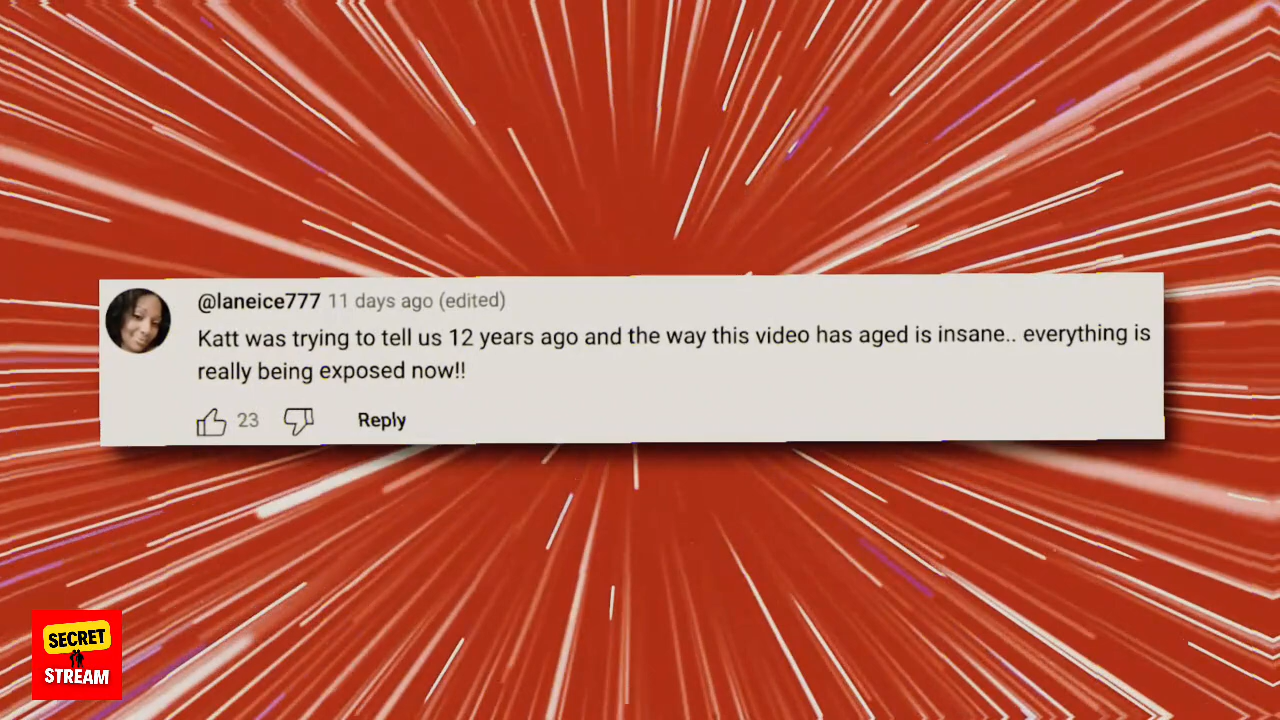 @laneice777 11 days ago (edited)
Katt was trying to tell us 12 years ago and the way this video has aged is insane.. everything is
really being exposed now!!
23 Reply
SECRET
STREAM